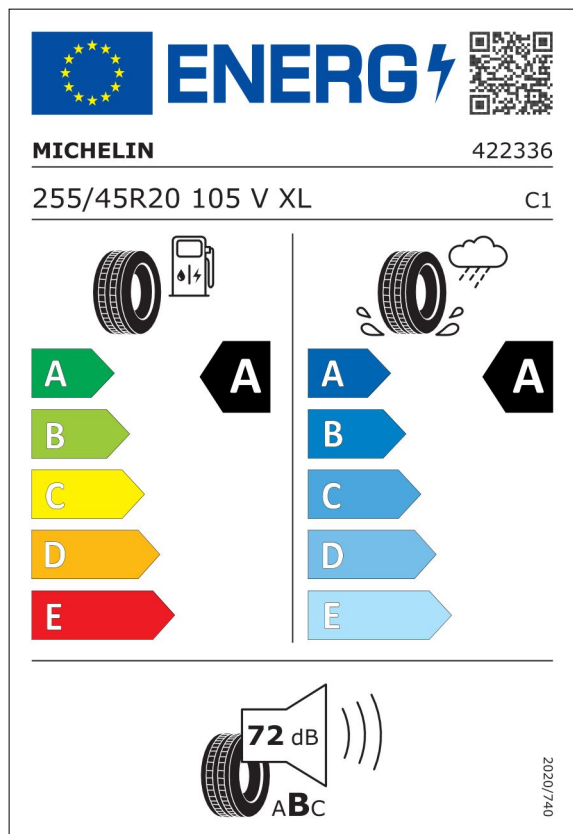 ENERG
MICHELIN 422336
255/45R20 105 V XL C1
A A A A
B B
C C
D D
E E
72 dB
ABC
2020/740